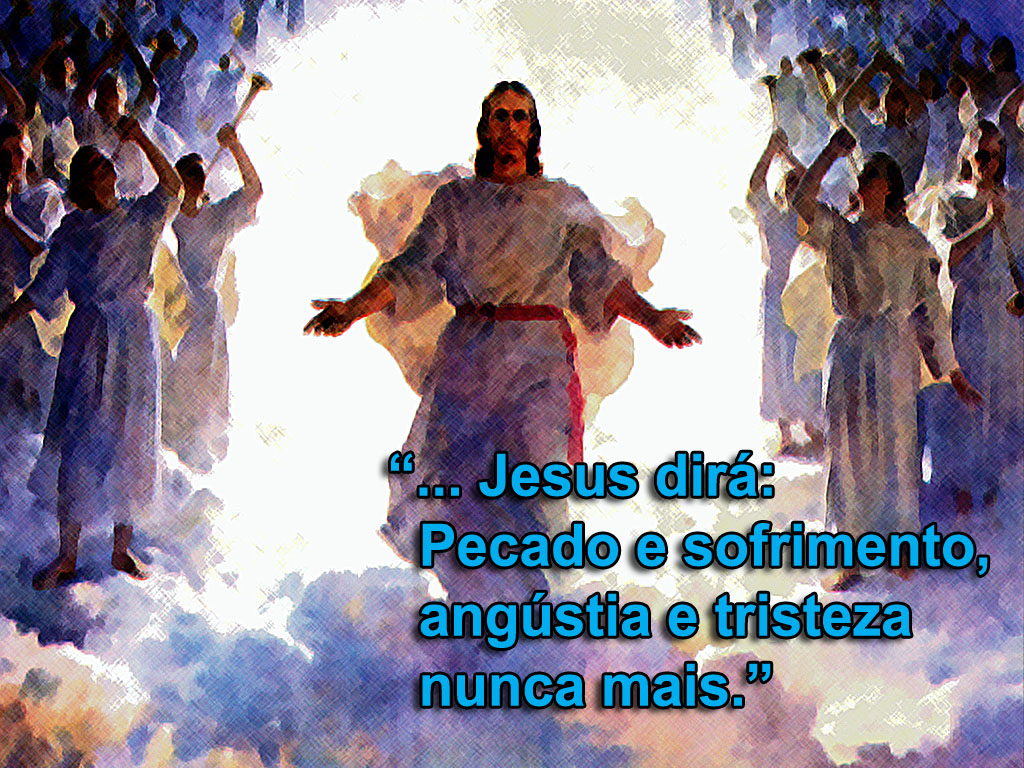 “... Jesus dirá:
Pecado e sofrimento,
angústia e tristeza
nunca mais.”